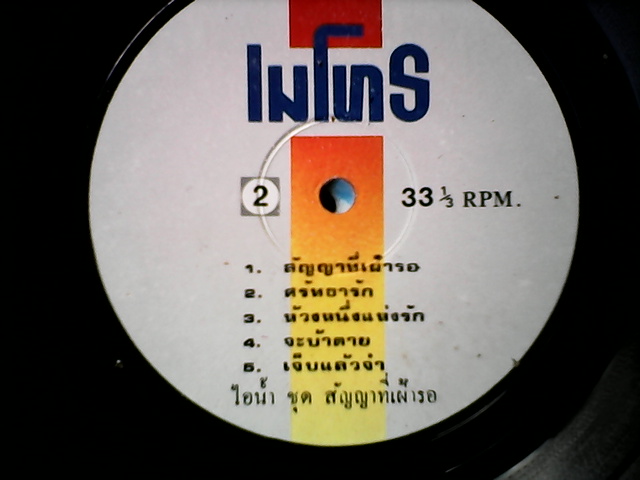 เมโทร
2
33 ⅓ RPM.
1. สัญญาที่เฝ้ารอ
2. ศรัทธารัก
3. ห้วงหนึ่งแห่งรัก
4. จะบ้าตาย
5. เจ็บแล้วจำ
ไอน้ำ ชุด สัญญาที่เฝ้ารอ